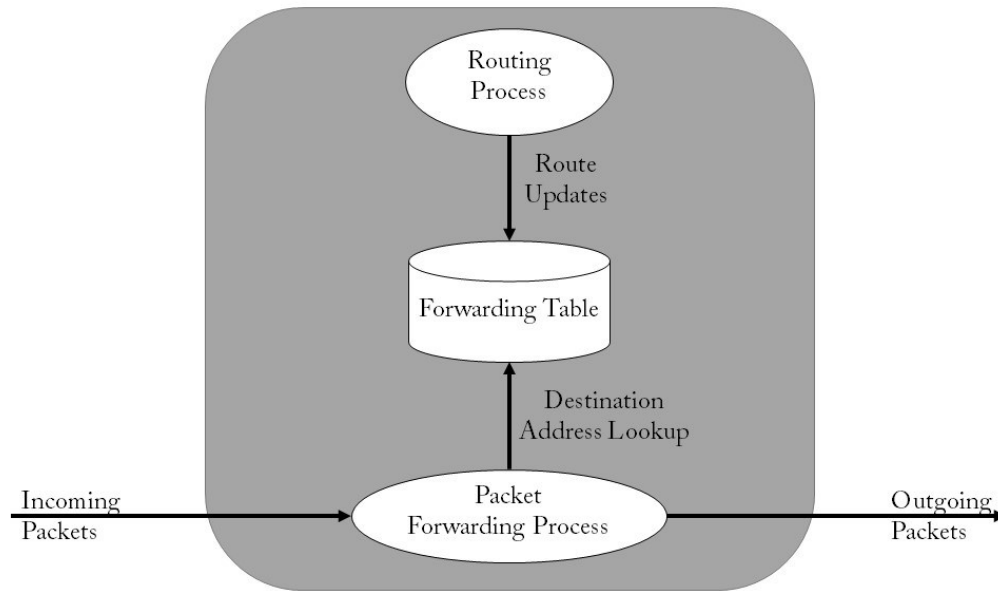 Routing
Process
Route
Updates
Forwarding Table
Destination
Address Lookup
Incoming
Packets
Packet
Forwarding Process
Outgoing
Packets